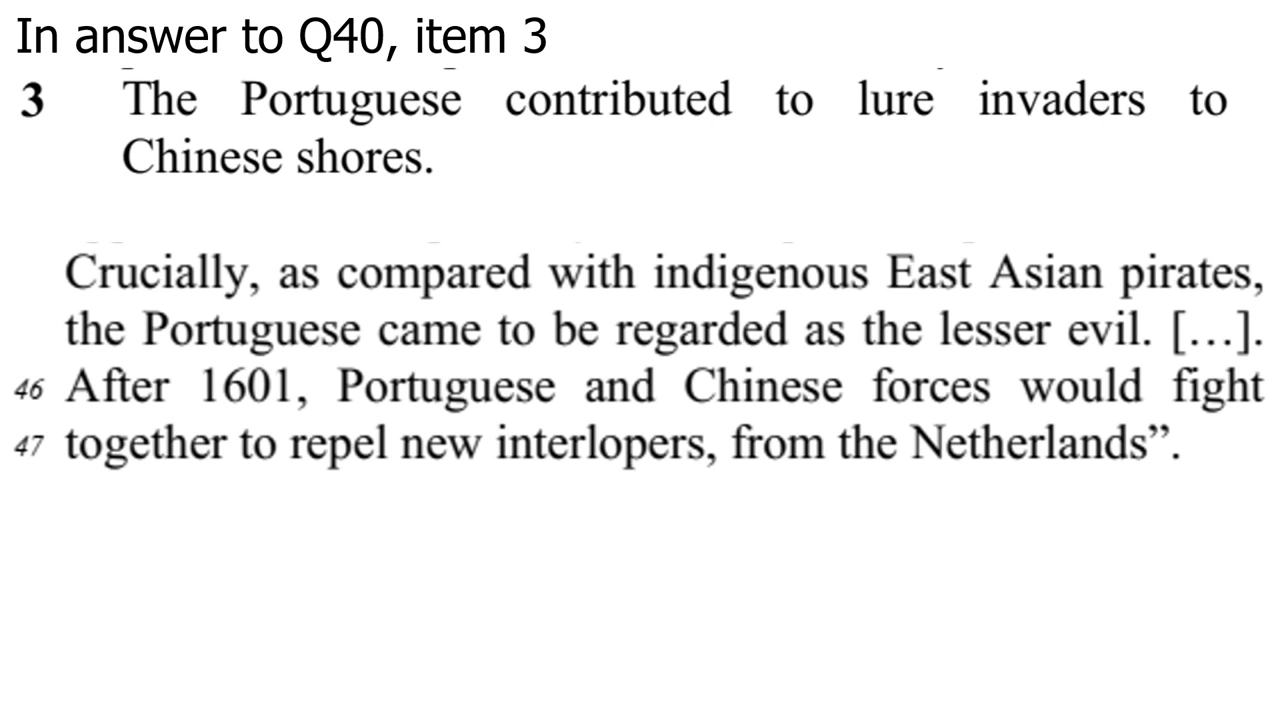 In answer to Q40, item 3
3 The Portuguese contributed to lure invaders to
Chinese shores.
Crucially, as compared with indigenous East Asian pirates,
the Portuguese came to be regarded as the lesser evil. [...].
46 After 1601, Portuguese and Chinese forces would fight
47 together to repel new interlopers, from the Netherlands”.